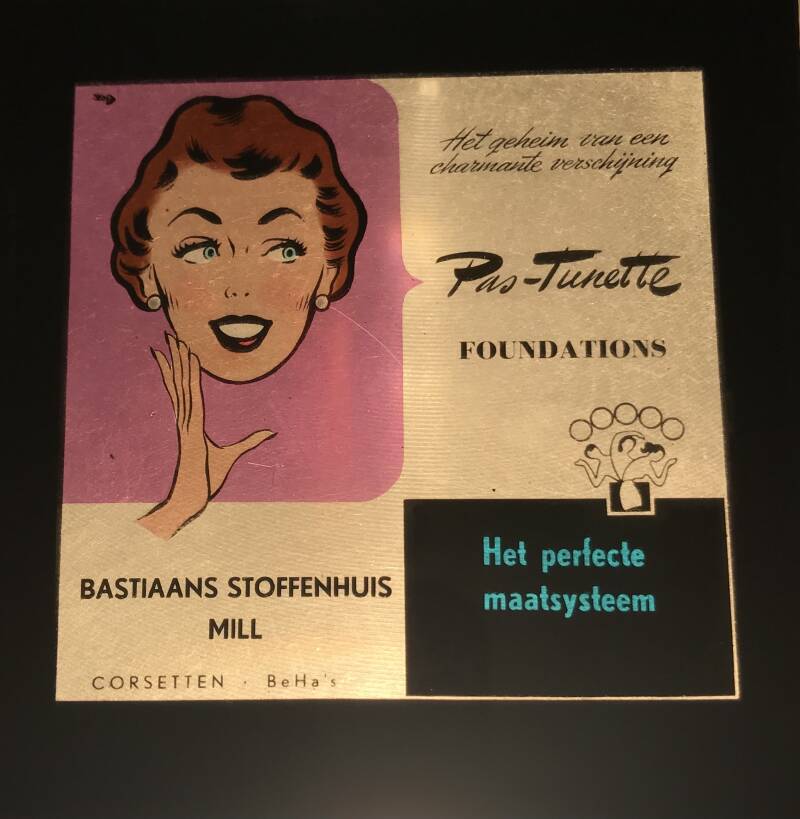 Het geheim van een
charmante verschijning
Pas-Tunette
FOUNDATIONS
Het perfecte
maatsysteem
BASTIAANS STOFFENHUIS
MILL
CORSETTEN · BeHa's